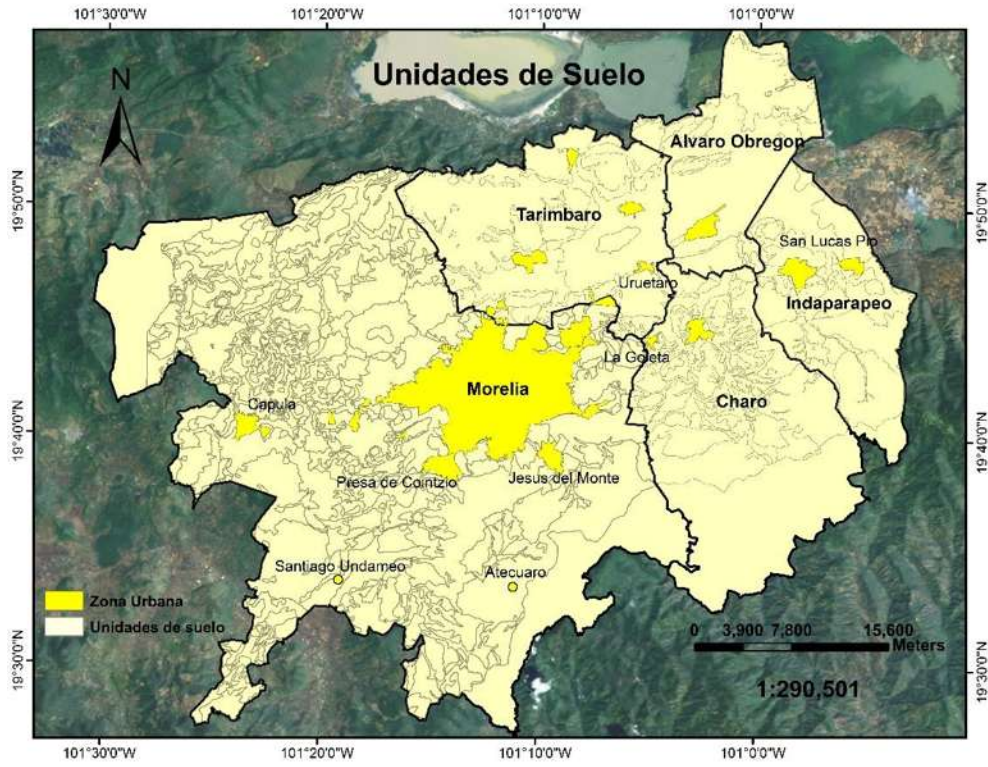 101°30'0"W 101°20'0"W 101°10'0"W 101°0'0"W
Unidades de Suelo
N
Alvaro Obregon
19°50'0"N
19°50'0"N
Tarimbaro
San Lucas Pio
Uruetaro
Indaparapeo
La Goleta
Morelia
Charo
Capula
19°40'0"N
19°40'0"N
Presa de Cointzio
Jesus del Monte
Santiago Undameo
Atecuaro
Zona Urbana
Unidades de suelo
0 3,900 7,800 15,600
Meters
19°30'0"N
19°30'0"N
1:290,501
101°30'0"W 101°20'0"W 101°10'0"W 101°0'0"W